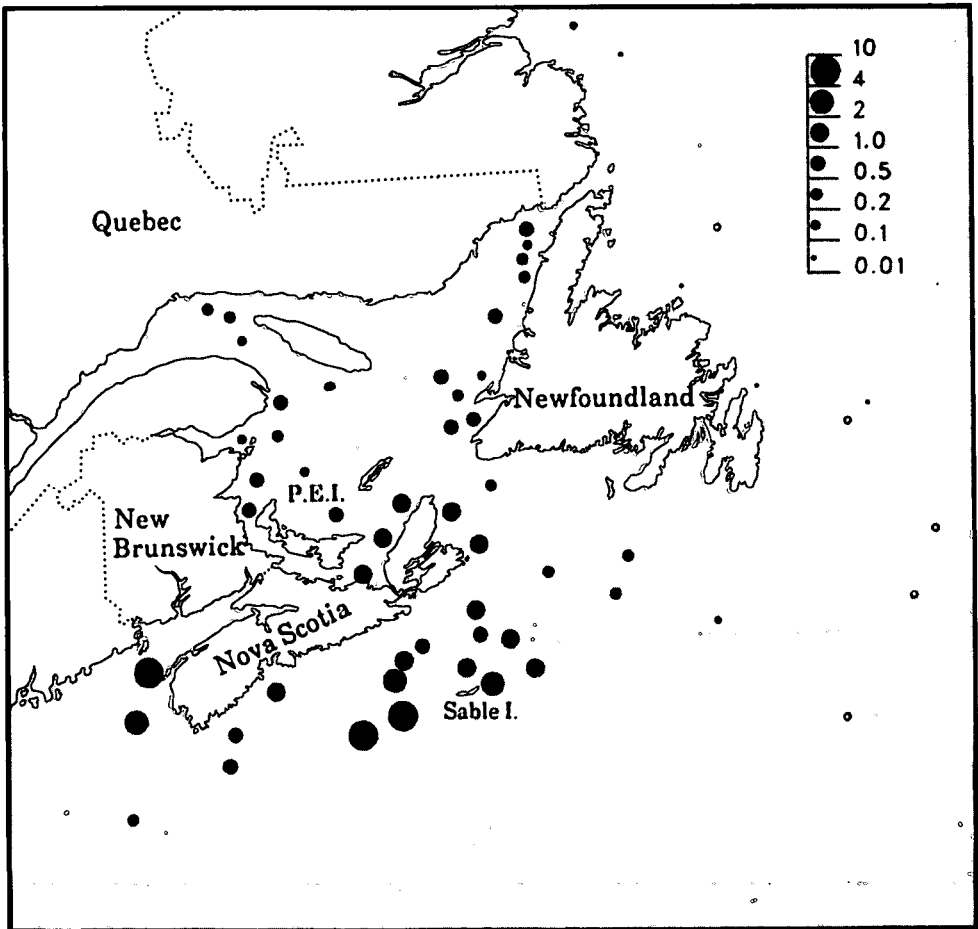 10
4
2
1.0
0.5
0.2
0.1
0.01
Quebec
Newfoundland
P.E.I.
New
Brunswick
Nova Scotia
Sable I.